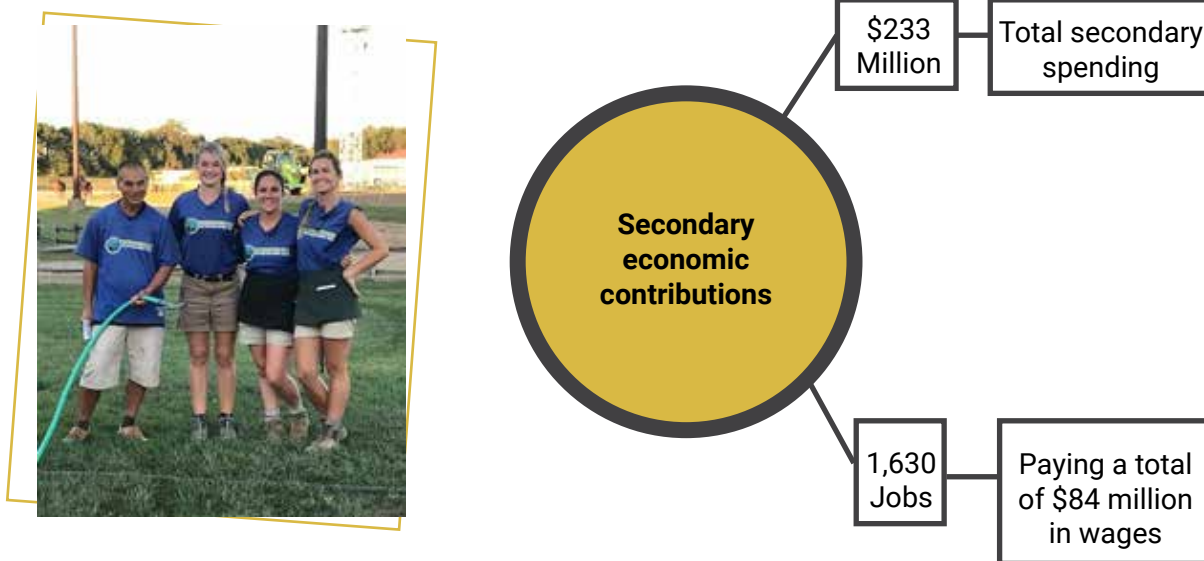 Secondary
economic
contributions
$233
Million
Total secondary
spending
1,630
Jobs
Paying a total
of $84 million
in wages